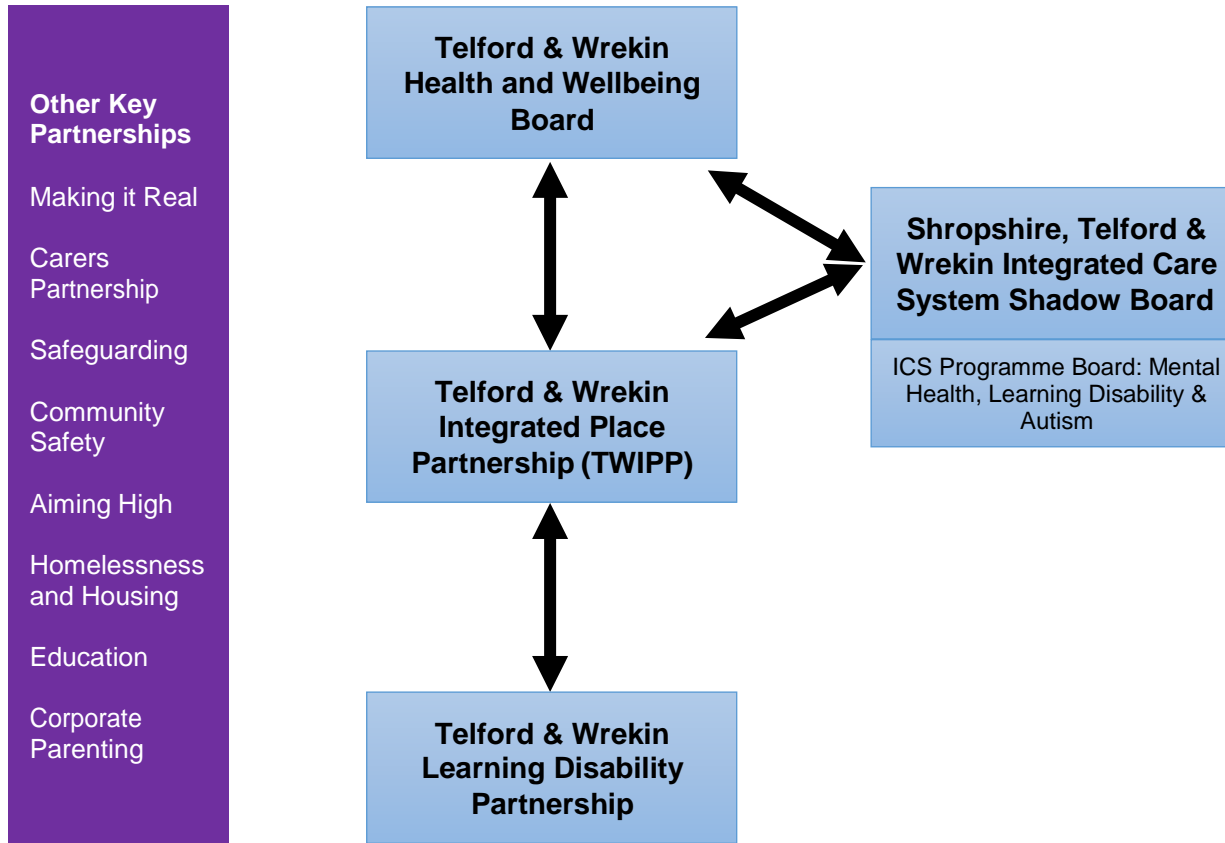 Other Key
Partnerships
Making it Real
Carers
Partnership
Safeguarding
Community
Safety
Aiming High
Homelessness
and Housing
Education
Corporate
Parenting
Telford & Wrekin
Health and Wellbeing
Board
Shropshire, Telford &
Wrekin Integrated Care
System Shadow Board
ICS Programme Board: Mental
Health, Learning Disability &
Autism
Telford & Wrekin
Integrated Place
Partnership (TWIPP)
Telford & Wrekin
Learning Disability
Partnership